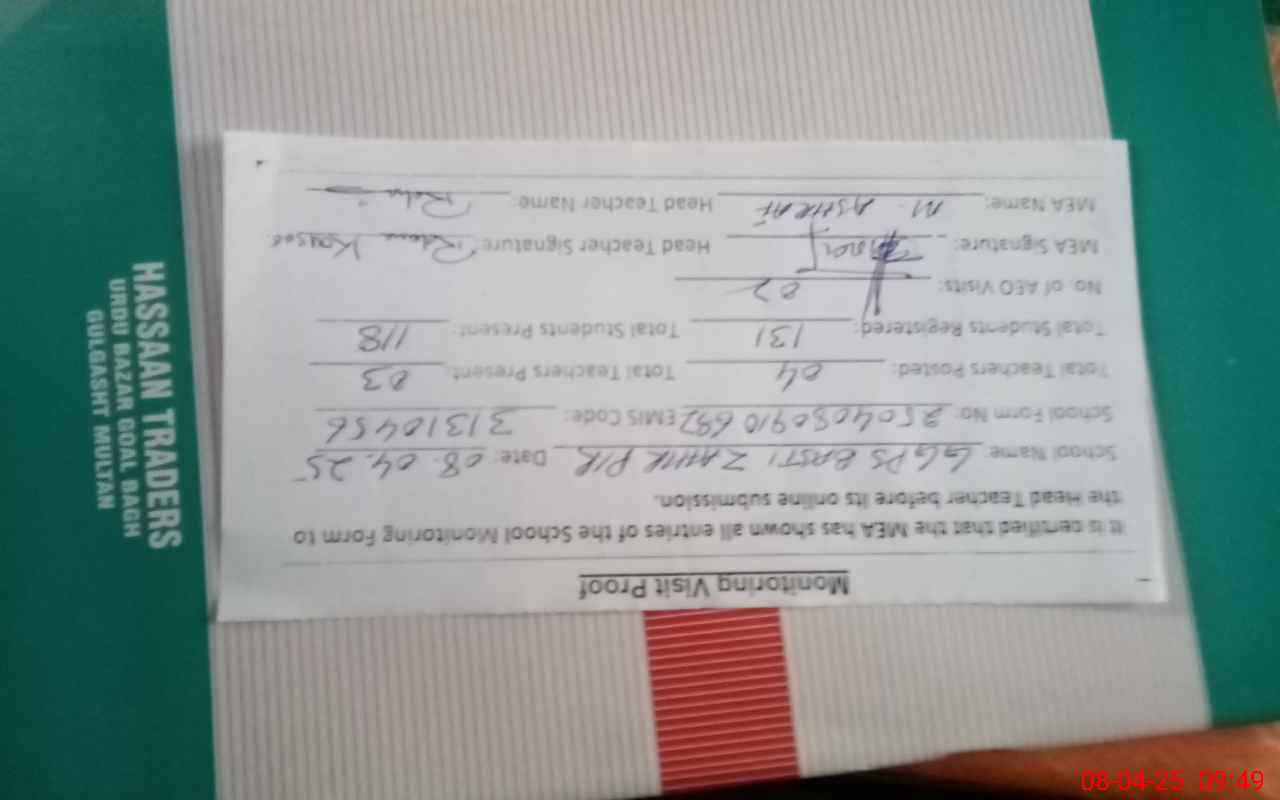 Monitoring Visit Proof
It is certified that the MEA has shown all entries of the School Monitoring Form to
the Head Teacher before its online submission.
School Name: GGPS BASTI ZAHIR PIR Date: 08.04.25
School Form No: 2504080910682 EMIS Code: 31310456
Total Teachers Posted: 04 Total Teachers Present: 03
Total Students Registered: 131 Total Students Present: 118
No. of AEO Visits: 02
MEA Signature: Head Teacher Signature: Kausar
MEA Name: M. ASHRAF Head Teacher Name:
HASSAAN TRADERS
URDU BAZAR GOAL BAGH
GULGASHT MULTAN
08-04-25 09:49